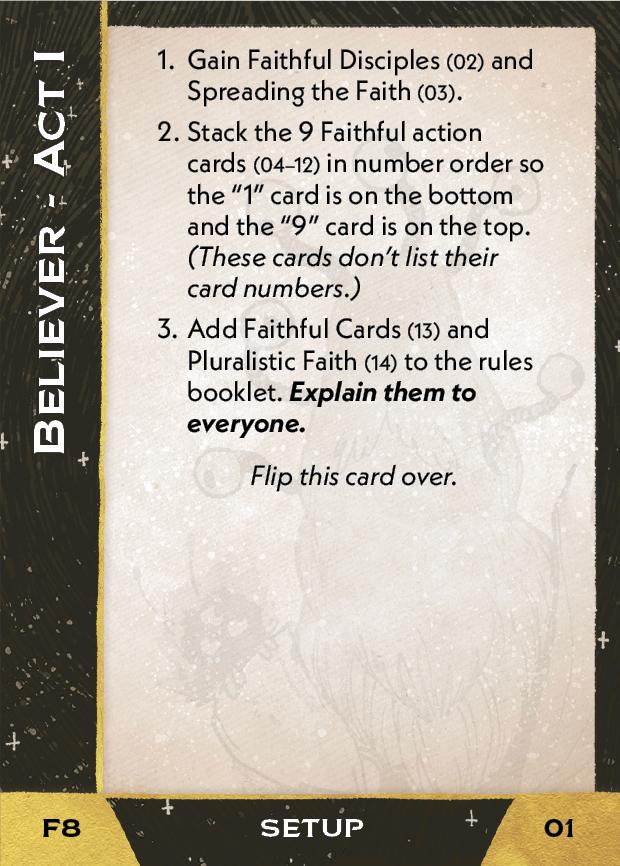 BELIEVER - ACT I
1. Gain Faithful Disciples (02) and
Spreading the Faith (03).
2. Stack the 9 Faithful action
cards (04–12) in number order so
the “1” card is on the bottom
and the “9” card is on the top.
(These cards don’t list their
card numbers.)
3. Add Faithful Cards (13) and
Pluralistic Faith (14) to the rules
booklet. Explain them to
everyone.
Flip this card over.
F8
SETUP
01